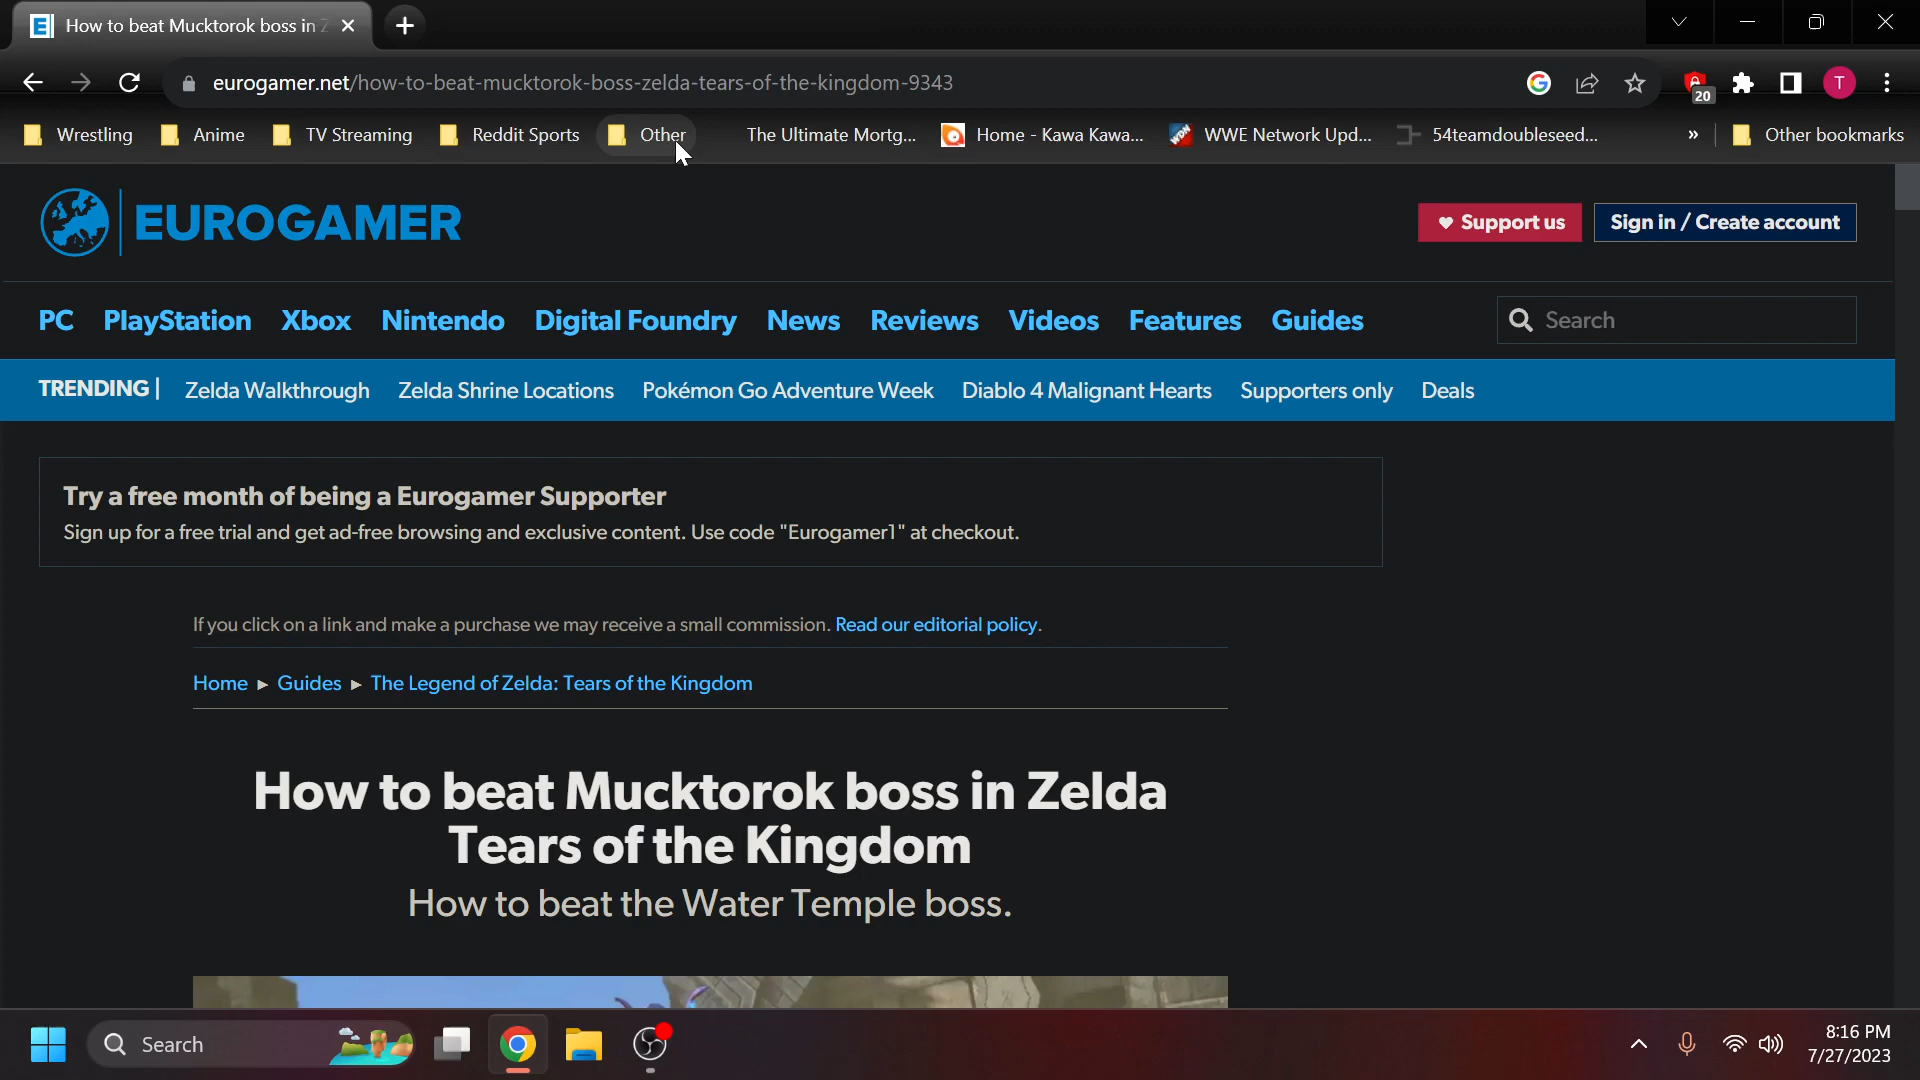 How to beat Mucktorok boss in
eurogamer.net/how-to-beat-mucktorok-boss-zelda-tears-of-the-kingdom-9343
20
T
Wrestling Anime TV Streaming Reddit Sports Other The Ultimate Mortg... Home - Kawa Kawa... WWE Network Upd... 54teamdoubleseed... » Other bookmarks
EUROGAMER
Support us
Sign in / Create account
PC PlayStation Xbox Nintendo Digital Foundry News Reviews Videos Features Guides
Search
TRENDING | Zelda Walkthrough Zelda Shrine Locations Pokémon Go Adventure Week Diablo 4 Malignant Hearts Supporters only Deals
Try a free month of being a Eurogamer Supporter
Sign up for a free trial and get ad-free browsing and exclusive content. Use code "Eurogamer1" at checkout.
If you click on a link and make a purchase we may receive a small commission. Read our editorial policy.
Home ▸ Guides ▸ The Legend of Zelda: Tears of the Kingdom
How to beat Mucktorok boss in Zelda
Tears of the Kingdom
How to beat the Water Temple boss.
Search
8:16 PM
7/27/2023